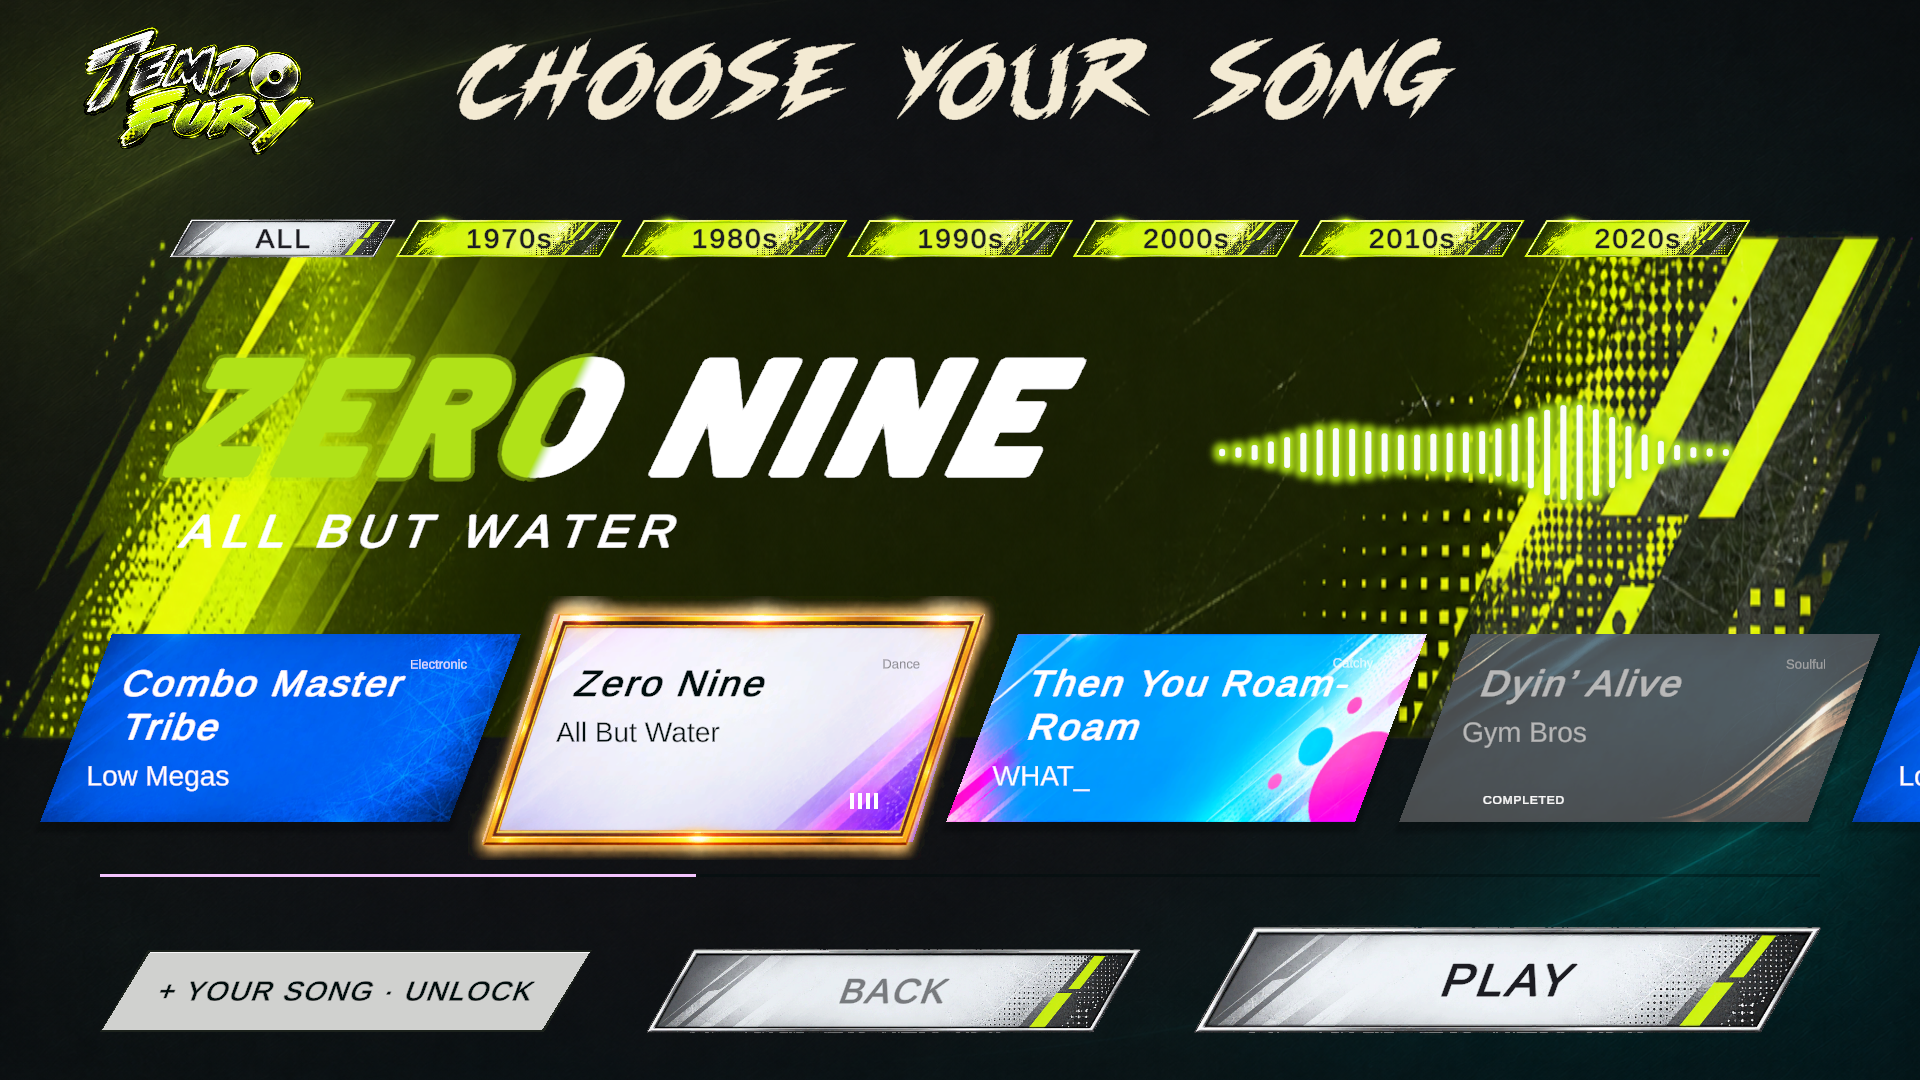 TEMPO
FURY
CHOOSE YOUR SONG
ALL
1970s
1980s
1990s
2000s
2010s
2020s
ZERO NINE
ALL BUT WATER
Electronic
Combo Master
Tribe
Low Megas
Dance
Zero Nine
All But Water
Catchy
Then You Roam-
Roam
WHAT_
Soulful
Dyin’ Alive
Gym Bros
COMPLETED
Lo
+ YOUR SONG · UNLOCK
BACK
PLAY